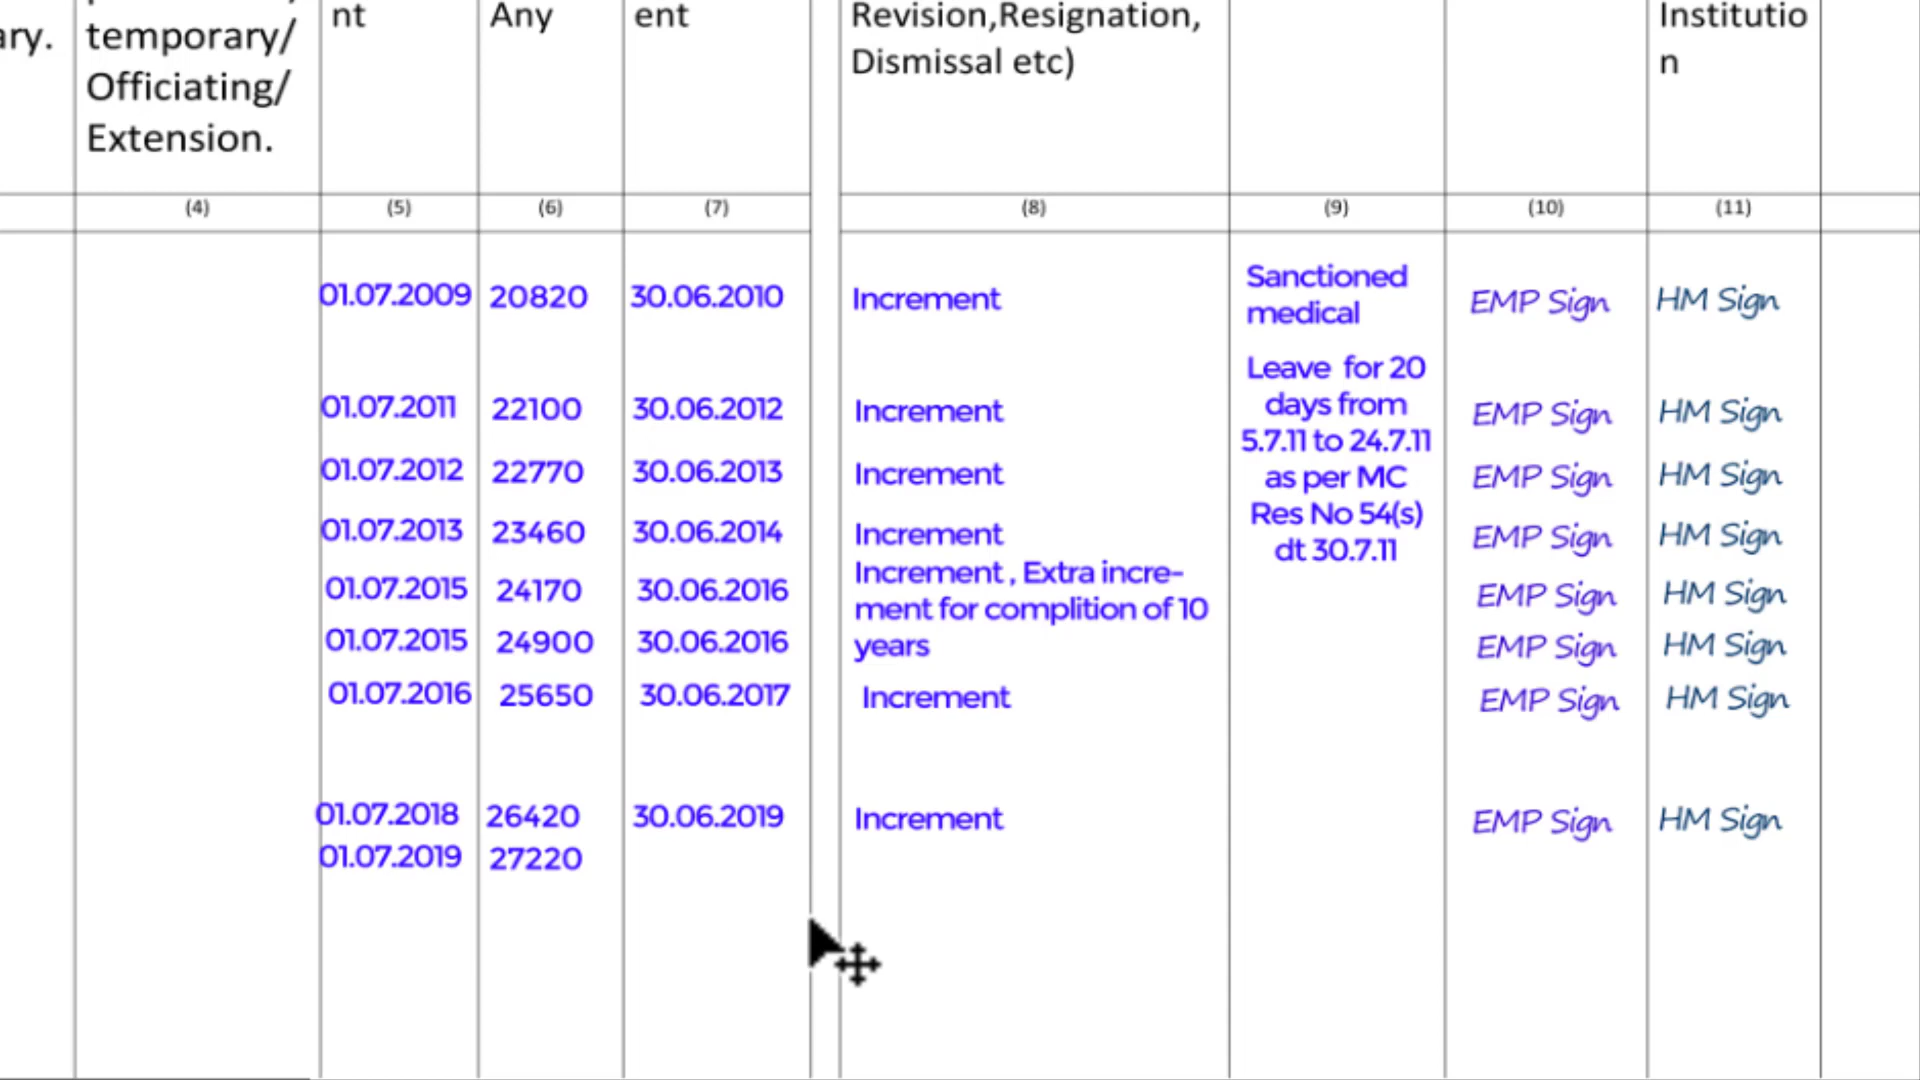 ary.
temporary/
Officiating/
Extension.
nt
Any
ent
Revision,Resignation,
Dismissal etc)
Institutio
n
(4) (5) (6) (7) (8) (9) (10) (11)
01.07.2009 20820 30.06.2010 Increment
Sanctioned
medical
EMP Sign HM Sign
Leave for 20
days from
5.7.11 to 24.7.11
as per MC
Res No 54(s)
dt 30.7.11
01.07.2011 22100 30.06.2012 Increment EMP Sign HM Sign
01.07.2012 22770 30.06.2013 Increment EMP Sign HM Sign
01.07.2013 23460 30.06.2014 Increment EMP Sign HM Sign
Increment , Extra incre-
ment for complition of 10
years
01.07.2015 24170 30.06.2016 EMP Sign HM Sign
01.07.2015 24900 30.06.2016 EMP Sign HM Sign
01.07.2016 25650 30.06.2017 Increment EMP Sign HM Sign
01.07.2018 26420 30.06.2019 Increment EMP Sign HM Sign
01.07.2019 27220